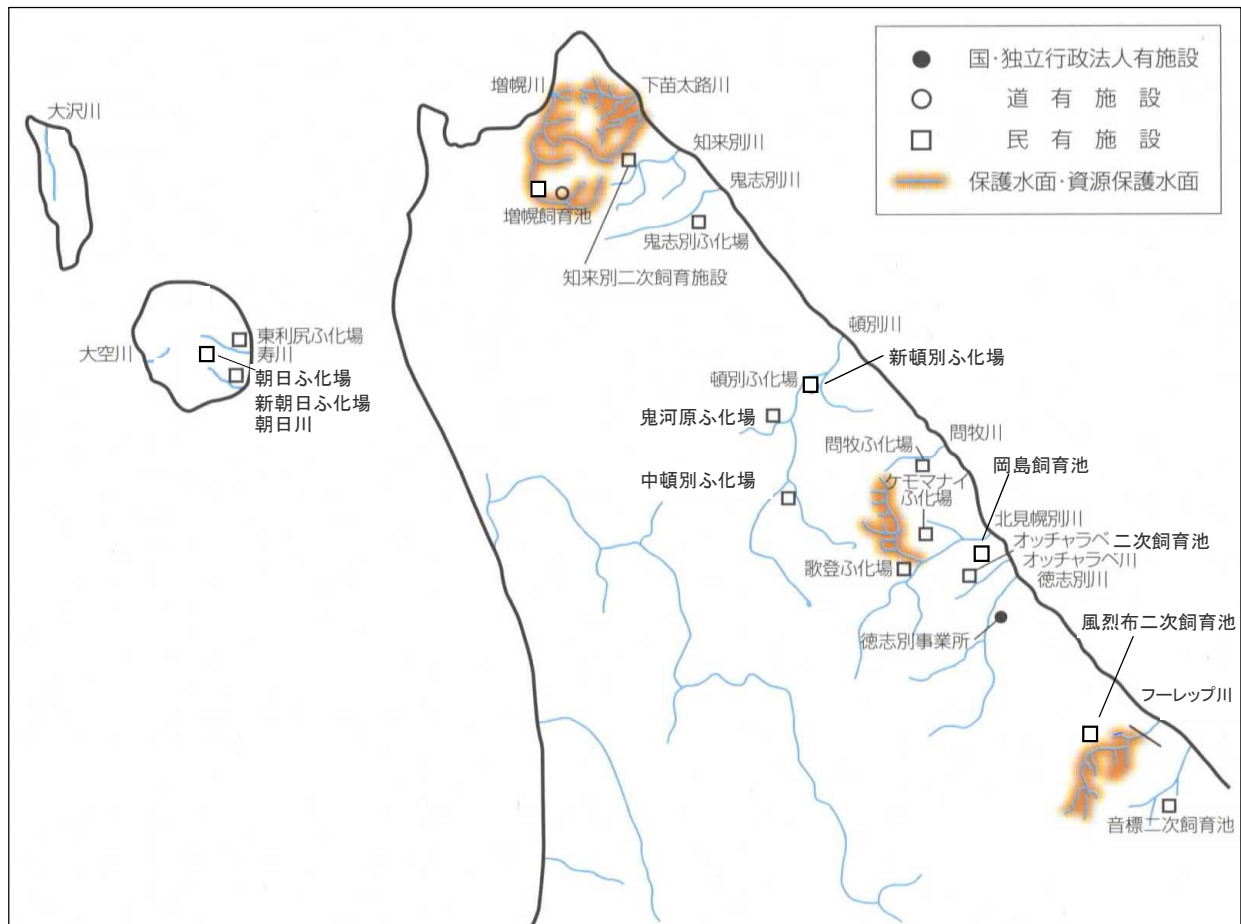 国・独立行政法人有施設
道有施設
民有施設
保護水面・資源保護水面
大沢川
増幌川
下苗太路川
知来別川
鬼志別川
増幌飼育池
鬼志別ふ化場
知来別二次飼育施設
大空川
東利尻ふ化場
寿川
朝日ふ化場
新朝日ふ化場
朝日川
頓別川
新頓別ふ化場
頓別ふ化場
鬼河原ふ化場
問牧川
問牧ふ化場
岡島飼育池
中頓別ふ化場
ケモマナイ
ふ化場
北見幌別川
オッチャラベ二次飼育池
オッチャラベ川
歌登ふ化場
徳志別川
風烈布二次飼育池
徳志別事業所
フーレップ川
音標二次飼育池